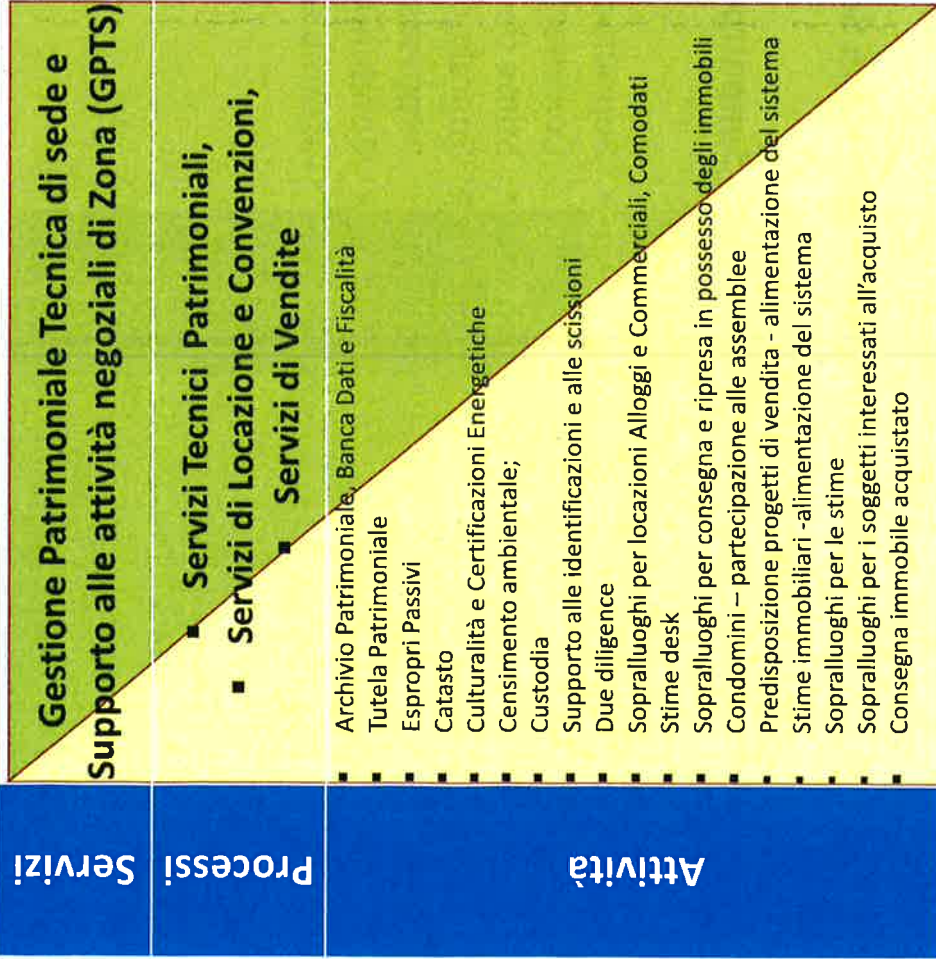 Servizi
Gestione Patrimoniale Tecnica di sede e
Supporto alle attività negoziali di Zona (GPTS)
Processi
▪ Servizi Tecnici Patrimoniali,
▪ Servizi di Locazione e Convenzioni,
▪ Servizi di Vendite
Attività
▪ Archivio Patrimoniale, Banca Dati e Fiscalità
▪ Tutela Patrimoniale
▪ Espropri Passivi
▪ Catasto
▪ Culturalità e Certificazioni Energetiche
▪ Censimento ambientale;
▪ Custodia
▪ Supporto alle identificazioni e alle scissioni
▪ Due diligence
▪ Sopralluoghi per locazioni Alloggi e Commerciali, Comodati
▪ Stime desk
▪ Sopralluoghi per consegna e ripresa in possesso degli immobili
▪ Condomini – partecipazione alle assemblee
▪ Predisposizione progetti di vendita - alimentazione del sistema
▪ Stime immobiliari -alimentazione del sistema
▪ Sopralluoghi per le stime
▪ Sopralluoghi per i soggetti interessati all'acquisto
▪ Consegna immobile acquistato